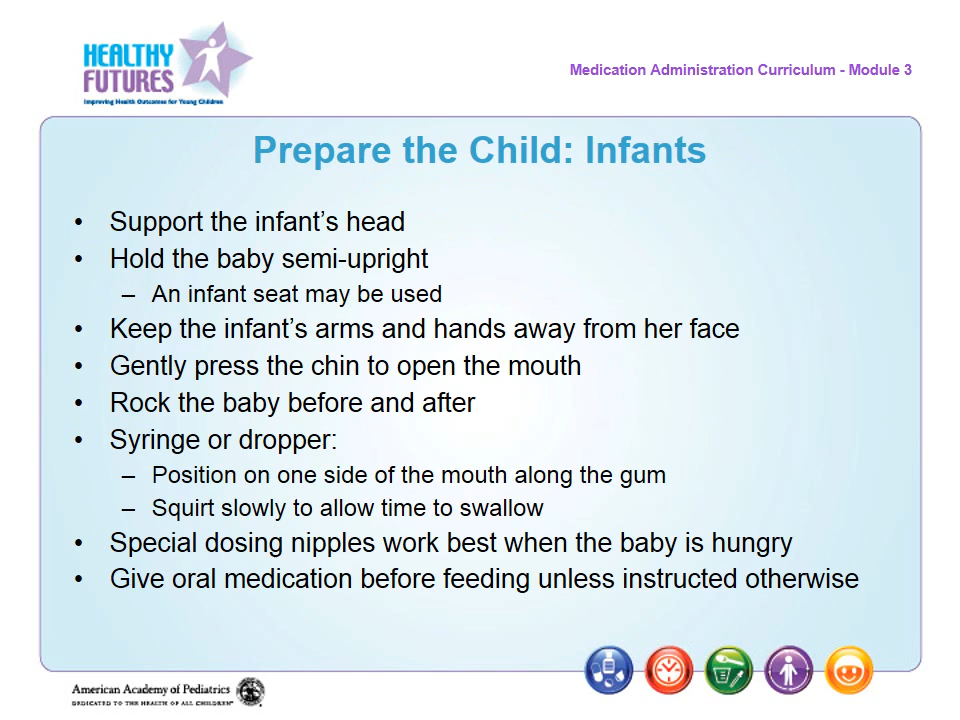 HEALTHY
FUTURES
Improving Health Outcomes for Young Children
Medication Administration Curriculum - Module 3
Prepare the Child: Infants
• Support the infant’s head
• Hold the baby semi-upright
– An infant seat may be used
• Keep the infant’s arms and hands away from her face
• Gently press the chin to open the mouth
• Rock the baby before and after
• Syringe or dropper:
– Position on one side of the mouth along the gum
– Squirt slowly to allow time to swallow
• Special dosing nipples work best when the baby is hungry
• Give oral medication before feeding unless instructed otherwise
American Academy of Pediatrics
DEDICATED TO THE HEALTH OF ALL CHILDREN™